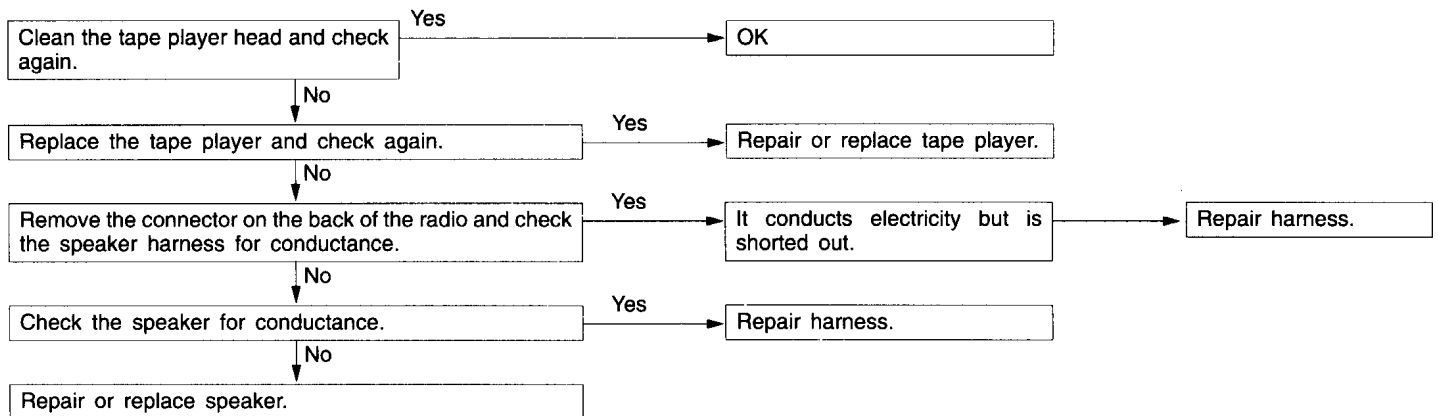 Yes
Clean the tape player head and check
again.
OK
No
Replace the tape player and check again.
Yes
Repair or replace tape player.
No
Remove the connector on the back of the radio and check
the speaker harness for conductance.
Yes
It conducts electricity but is
shorted out.
Repair harness.
No
Check the speaker for conductance.
Yes
Repair harness.
No
Repair or replace speaker.